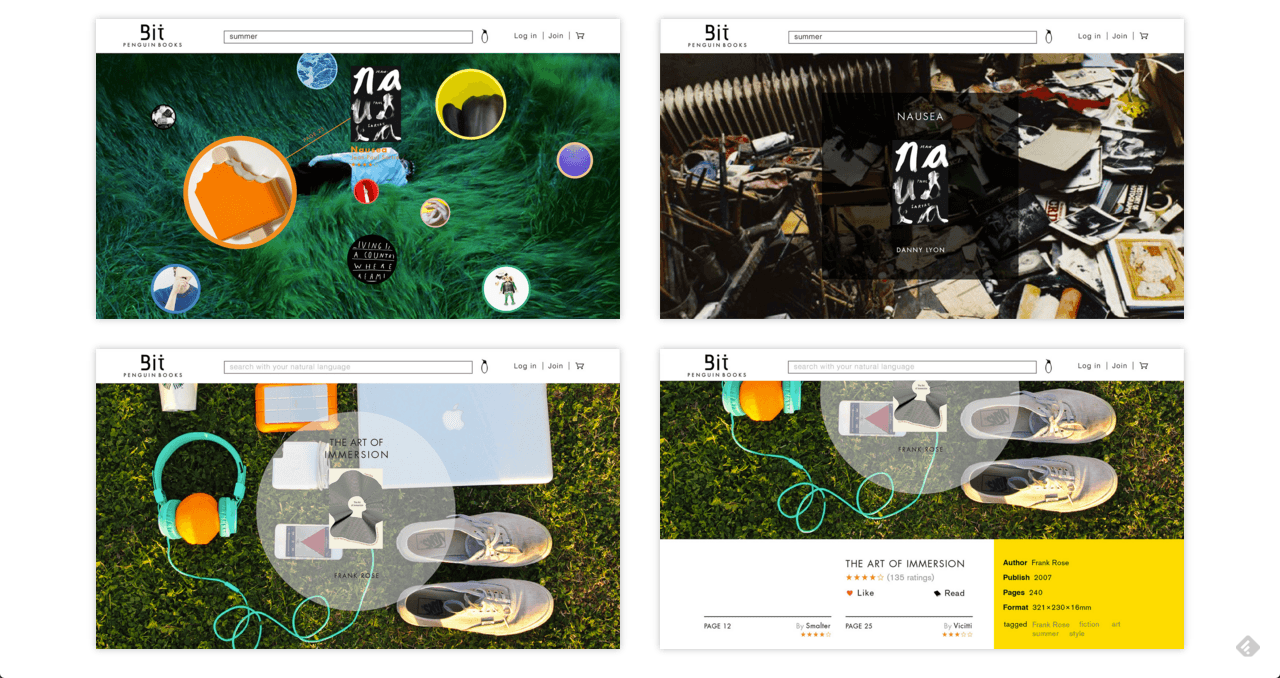 Bit
PENGUIN BOOKS
summer
Log in | Join |
Na
u
sea
Nausea
LIVING IS
A COUNTRY
WHERE
I AM
Bit
PENGUIN BOOKS
summer
Log in | Join |
NAUSEA
DANNY LYON
Bit
PENGUIN BOOKS
search with your natural language
Log in | Join |
THE ART OF
IMMERSION
FRANK ROSE
Bit
PENGUIN BOOKS
search with your natural language
Log in | Join |
FRANK ROSE
THE ART OF IMMERSION
★★★★☆ (135 ratings)
Like
Read
PAGE 12 By Smolter
★★★★☆
PAGE 25 By Vicitti
★★★☆☆
Author Frank Rose
Publish 2007
Pages 240
Format 321×230×16mm
tagged Frank Rose fiction art
summer style